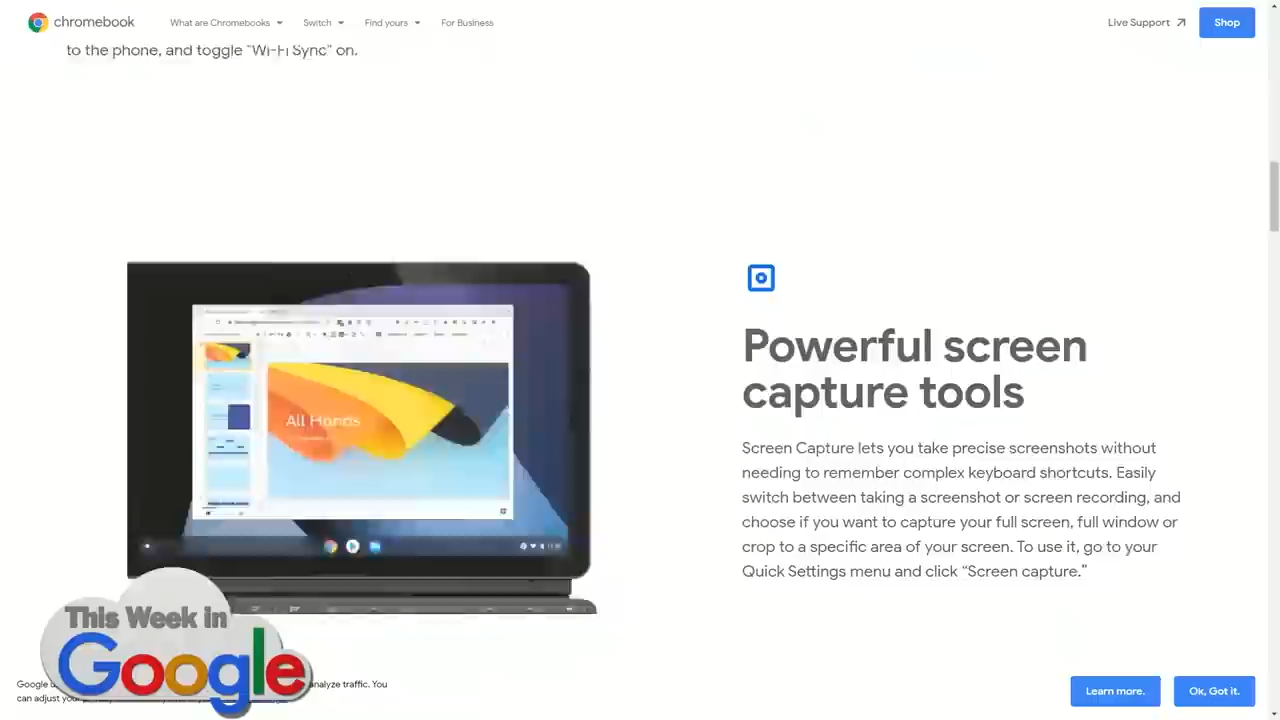 chromebook
What are Chromebooks
Switch
Find yours
For Business
Live Support
Shop
to the phone, and toggle "Wi-Fi Sync" on.
All Hands
Powerful screen
capture tools
Screen Capture lets you take precise screenshots without
needing to remember complex keyboard shortcuts. Easily
switch between taking a screenshot or screen recording, and
choose if you want to capture your full screen, full window or
crop to a specific area of your screen. To use it, go to your
Quick Settings menu and click “Screen capture.”
This Week in
Google
Google
analyze traffic. You
can adjust
Learn more.
Ok, Got it.